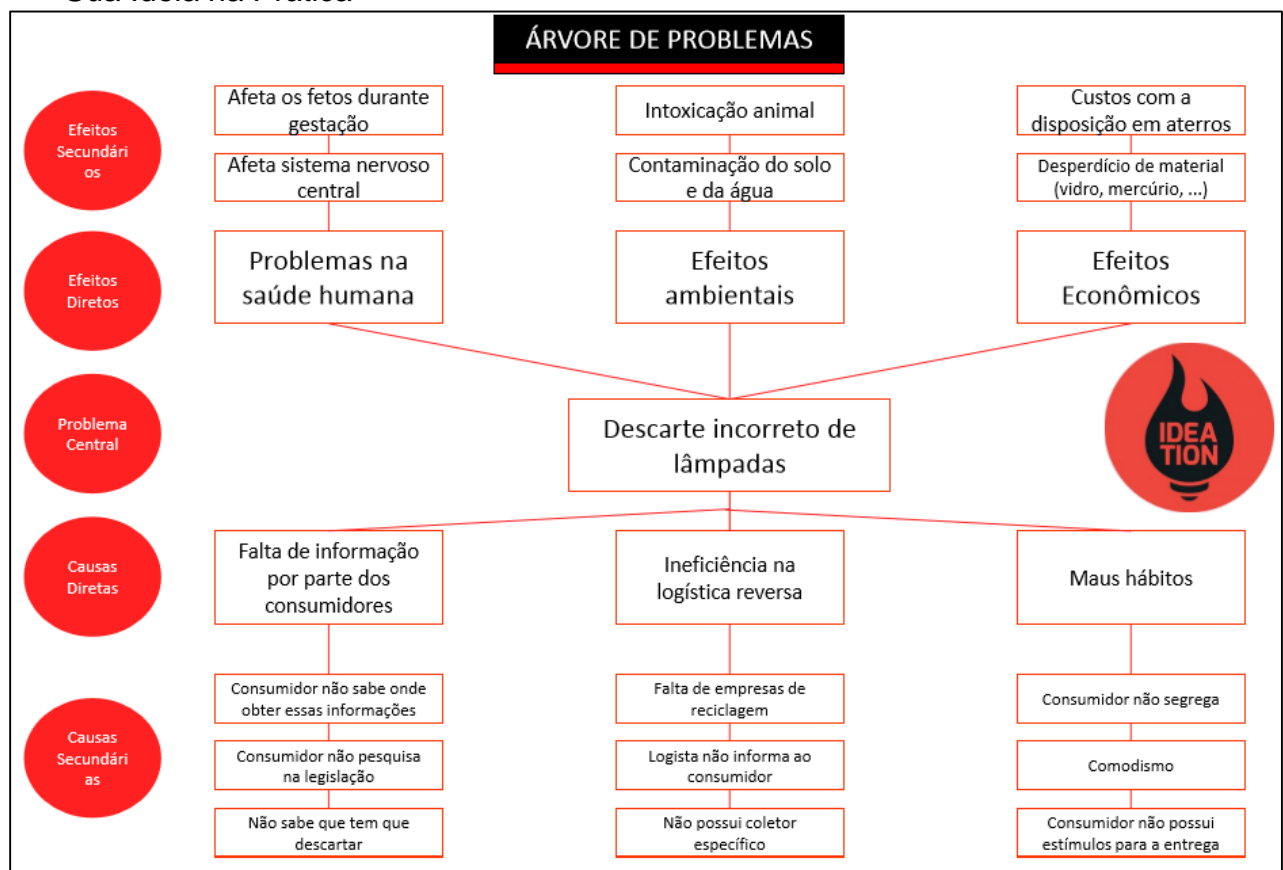 Sua Ideia na Prática
ÁRVORE DE PROBLEMAS
Efeitos
Secundári
os
Afeta os fetos durante
gestação
Intoxicação animal
Custos com a
disposição em aterros
Afeta sistema nervoso
central
Contaminação do solo
e da água
Desperdício de material
(vidro, mercúrio, ...)
Efeitos
Diretos
Problemas na
saúde humana
Efeitos
ambientais
Efeitos
Econômicos
Problema
Central
Descarte incorreto de
lâmpadas
IDEA
TION
Causas
Diretas
Falta de informação
por parte dos
consumidores
Ineficiência na
logística reversa
Maus hábitos
Causas
Secundári
as
Consumidor não sabe onde
obter essas informações
Falta de empresas de
reciclagem
Consumidor não segrega
Consumidor não pesquisa
na legislação
Logista não informa ao
consumidor
Comodismo
Não sabe que tem que
descartar
Não possui coletor
específico
Consumidor não possui
estímulos para a entrega